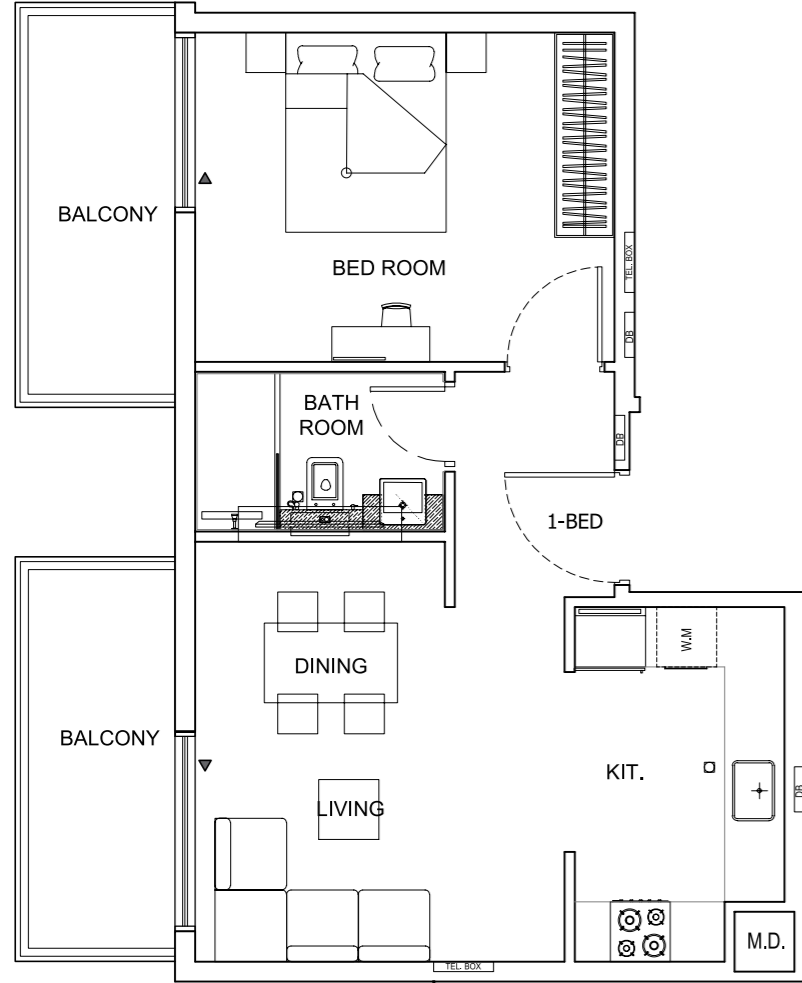 BALCONY
BED ROOM
TEL. BOX
DB
BATH
ROOM
DB
1-BED
W.M
DINING
BALCONY
KIT.
DB
LIVING
M.D.
TEL. BOX